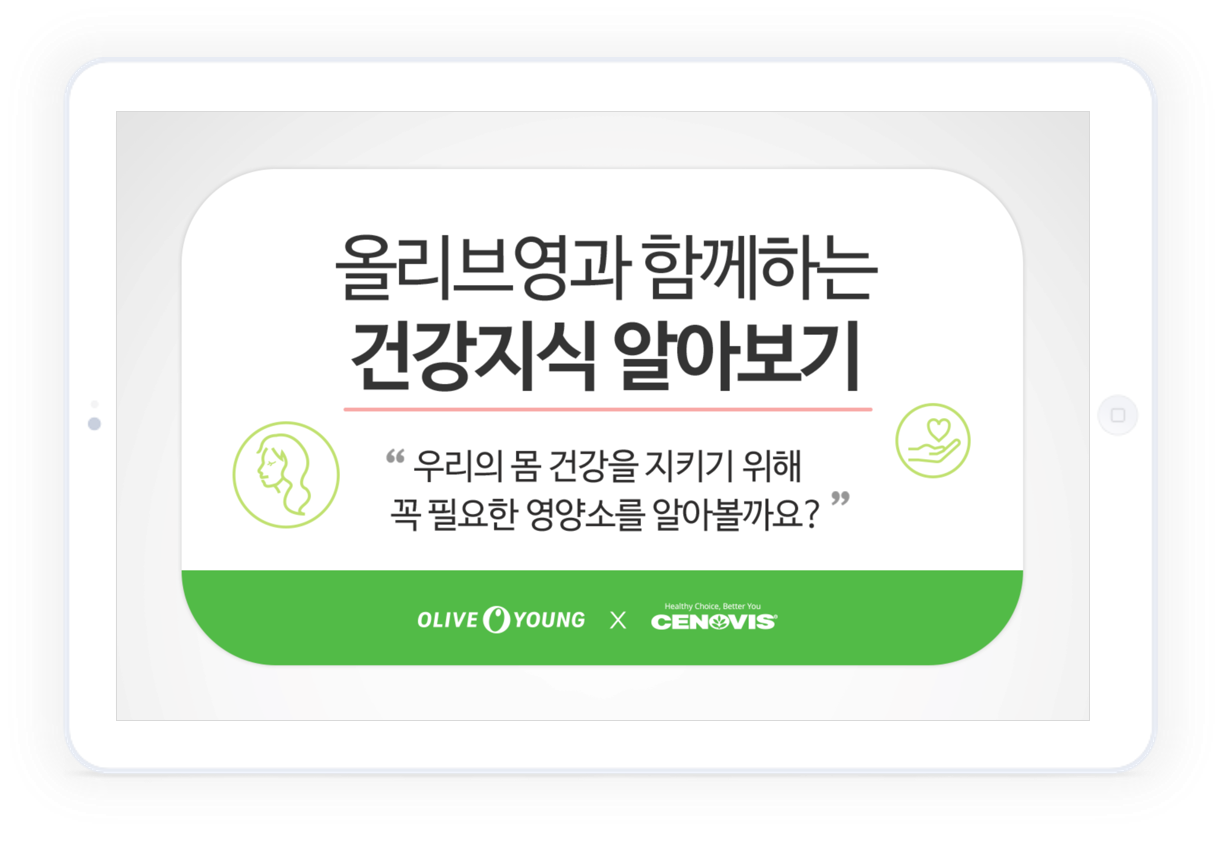 올리브영과 함께하는
건강지식 알아보기
“ 우리의 몸 건강을 지키기 위해
꼭 필요한 영양소를 알아볼까요? ”
OLIVE YOUNG X Healthy Choice, Better You
CENOVIS®